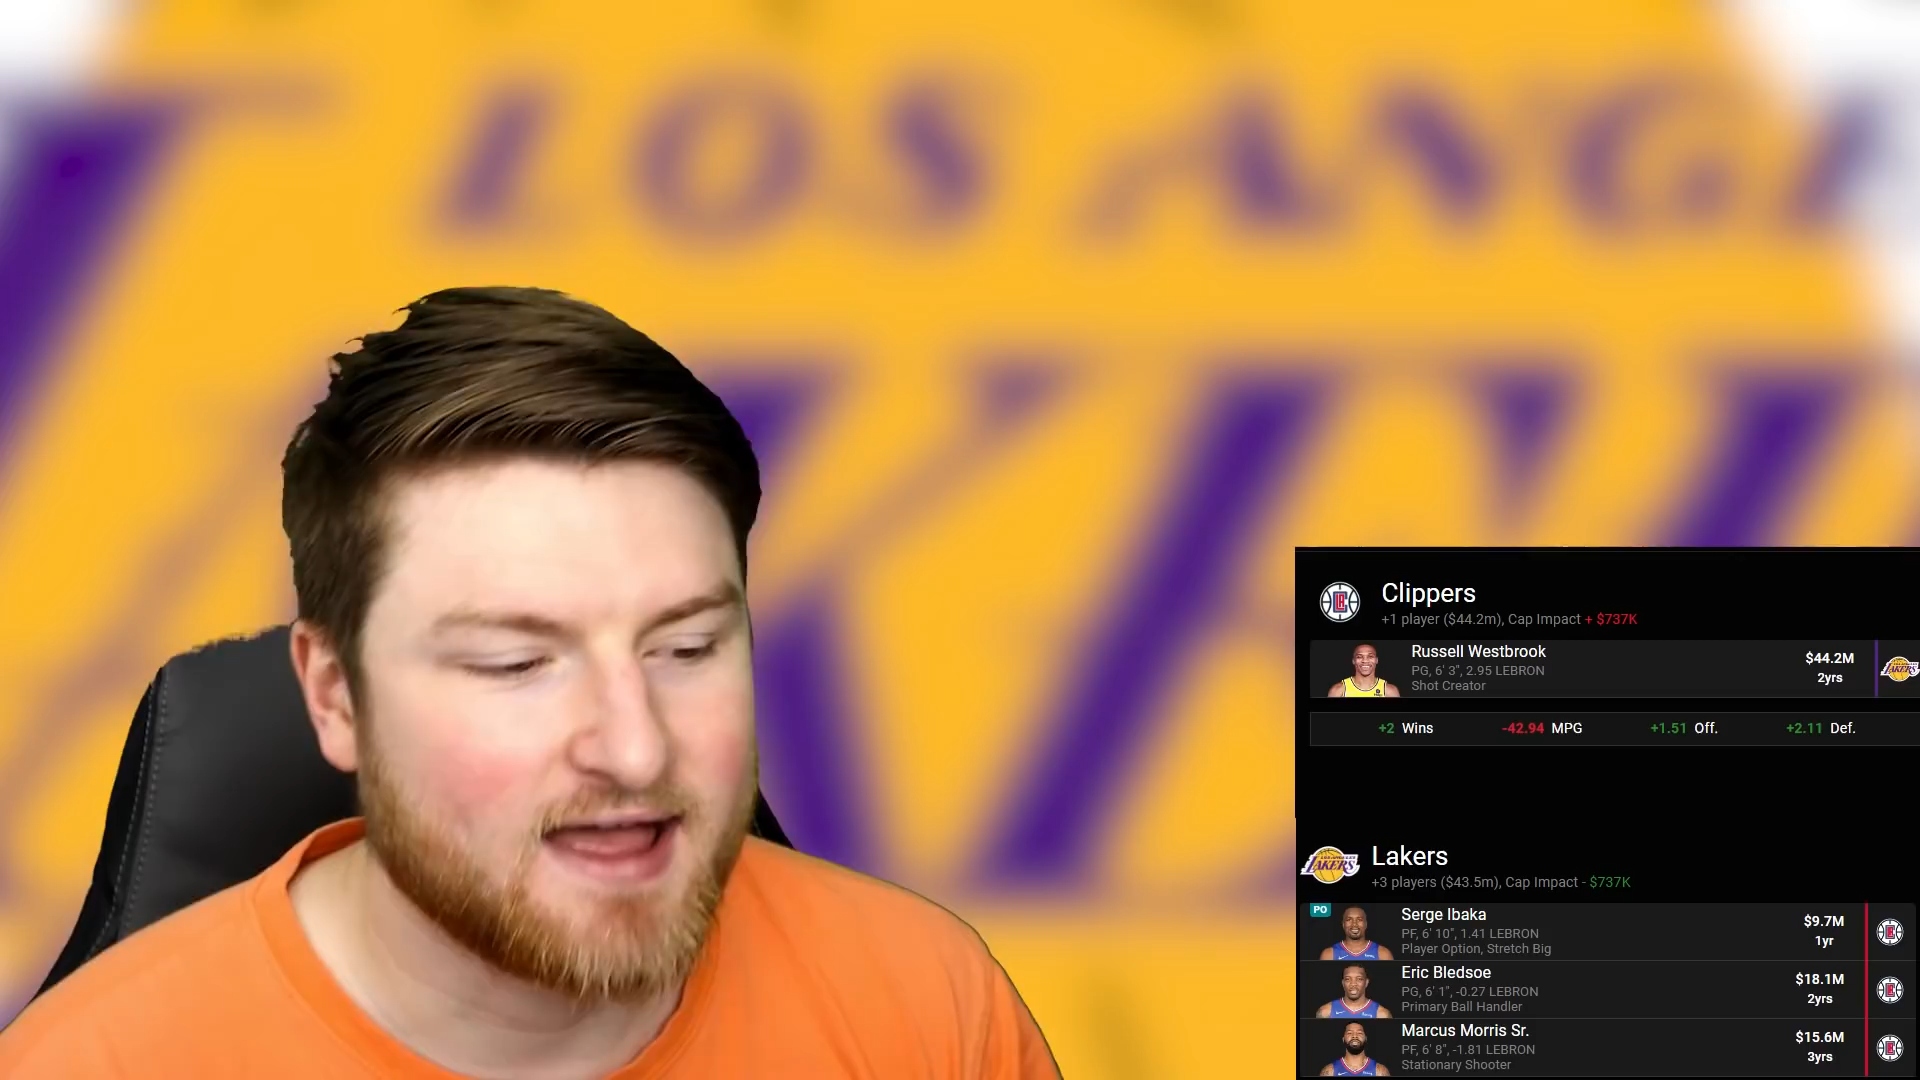 LOS ANGE
Clippers
+1 player ($44.2m), Cap Impact + $737K
Russell Westbrook
PG, 6' 3", 2.95 LEBRON
Shot Creator
$44.2M
2yrs
LAKERS
+2 Wins -42.94 MPG +1.51 Off. +2.11 Def.
LAKERS
Lakers
+3 players ($43.5m), Cap Impact - $737K
PO
Serge Ibaka
PF, 6' 10", 1.41 LEBRON
Player Option, Stretch Big
$9.7M
1yr
Eric Bledsoe
PG, 6' 1", -0.27 LEBRON
Primary Ball Handler
$18.1M
2yrs
Marcus Morris Sr.
PF, 6' 8", -1.81 LEBRON
Stationary Shooter
$15.6M
3yrs